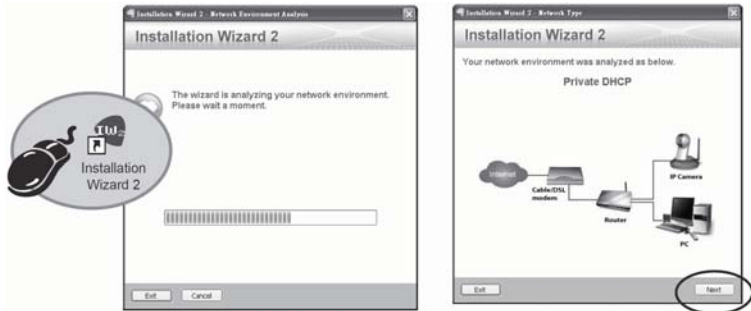 Installation Wizard 2 - Network Environment Analysis
Installation Wizard 2
The wizard is analyzing your network environment.
Please wait a moment.
IW2
Installation
Wizard 2
Exit
Cancel
Installation Wizard 2 - Network Type
Installation Wizard 2
Your network environment was analyzed as below.
Private DHCP
Internet
Cable/DSL
modem
IP Camera
Router
PC
Exit
Next